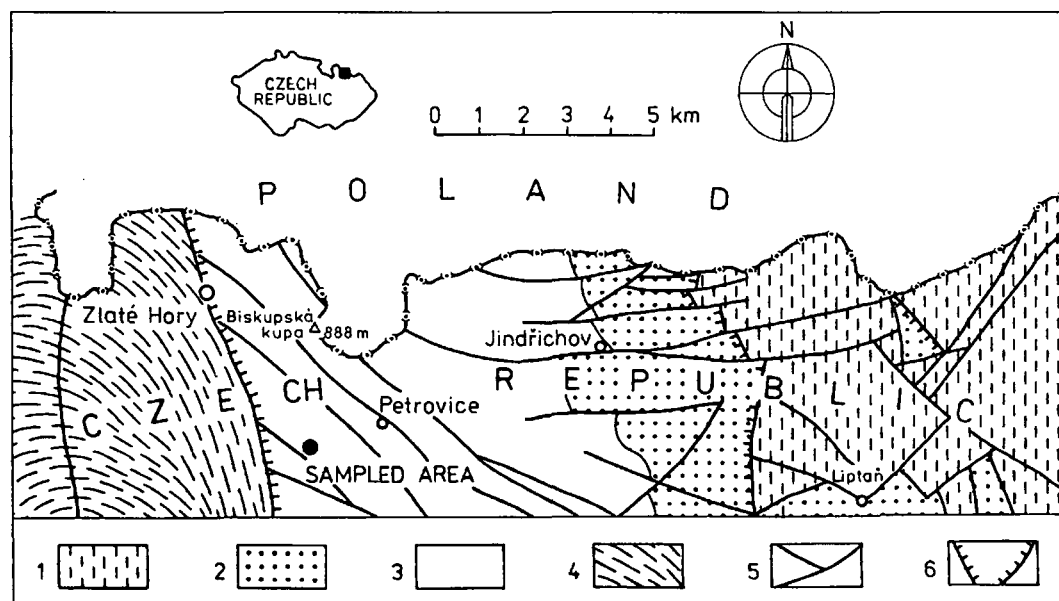 N
CZECH
REPUBLIC
0 1 2 3 4 5 km
P O L A N D
Zlaté Hory
Biskupská
kupa 888 m
Jindřichov
C Z E CH R E P U B L I C
Petrovice
SAMPLED AREA
Liptaň
1 2 3 4 5 6